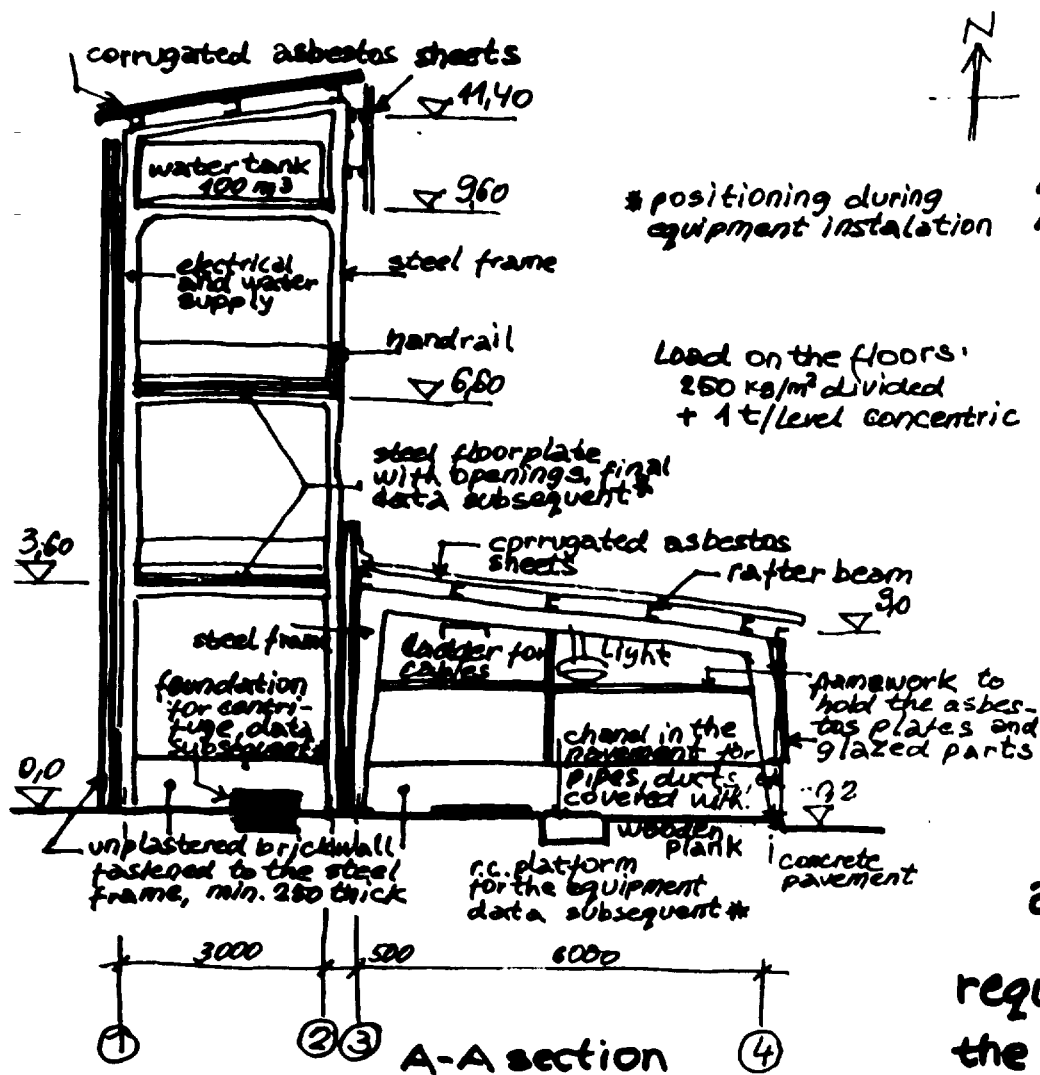 corrugated asbestos sheets
11,40
N
water tank
100 m³
9,60
* positioning during
equipment instalation
electrical
and water
supply
steel frame
handrail
6,60
Load on the floors:
250 kg/m² divided
+ 1 t/level concentric
steel floorplate
with openings, final
data subsequent*
3,60
corrugated asbestos
sheets
rafter beam
steel frame
ladder for
cables
light
foundation
for centri-
fuge, data
subsequent
framework to
hold the asbes-
tos plates and
glazed parts
chanel in the
pavement for
pipes, ducts,
covered with
wooden
plank
0,0
unplastered brickwall
fastened to the steel
frame, min. 250 thick
r.c. platform
for the equipment
data subsequent *
concrete
pavement
3000
500
6000
1
2
3
4
A-A section
requ
the